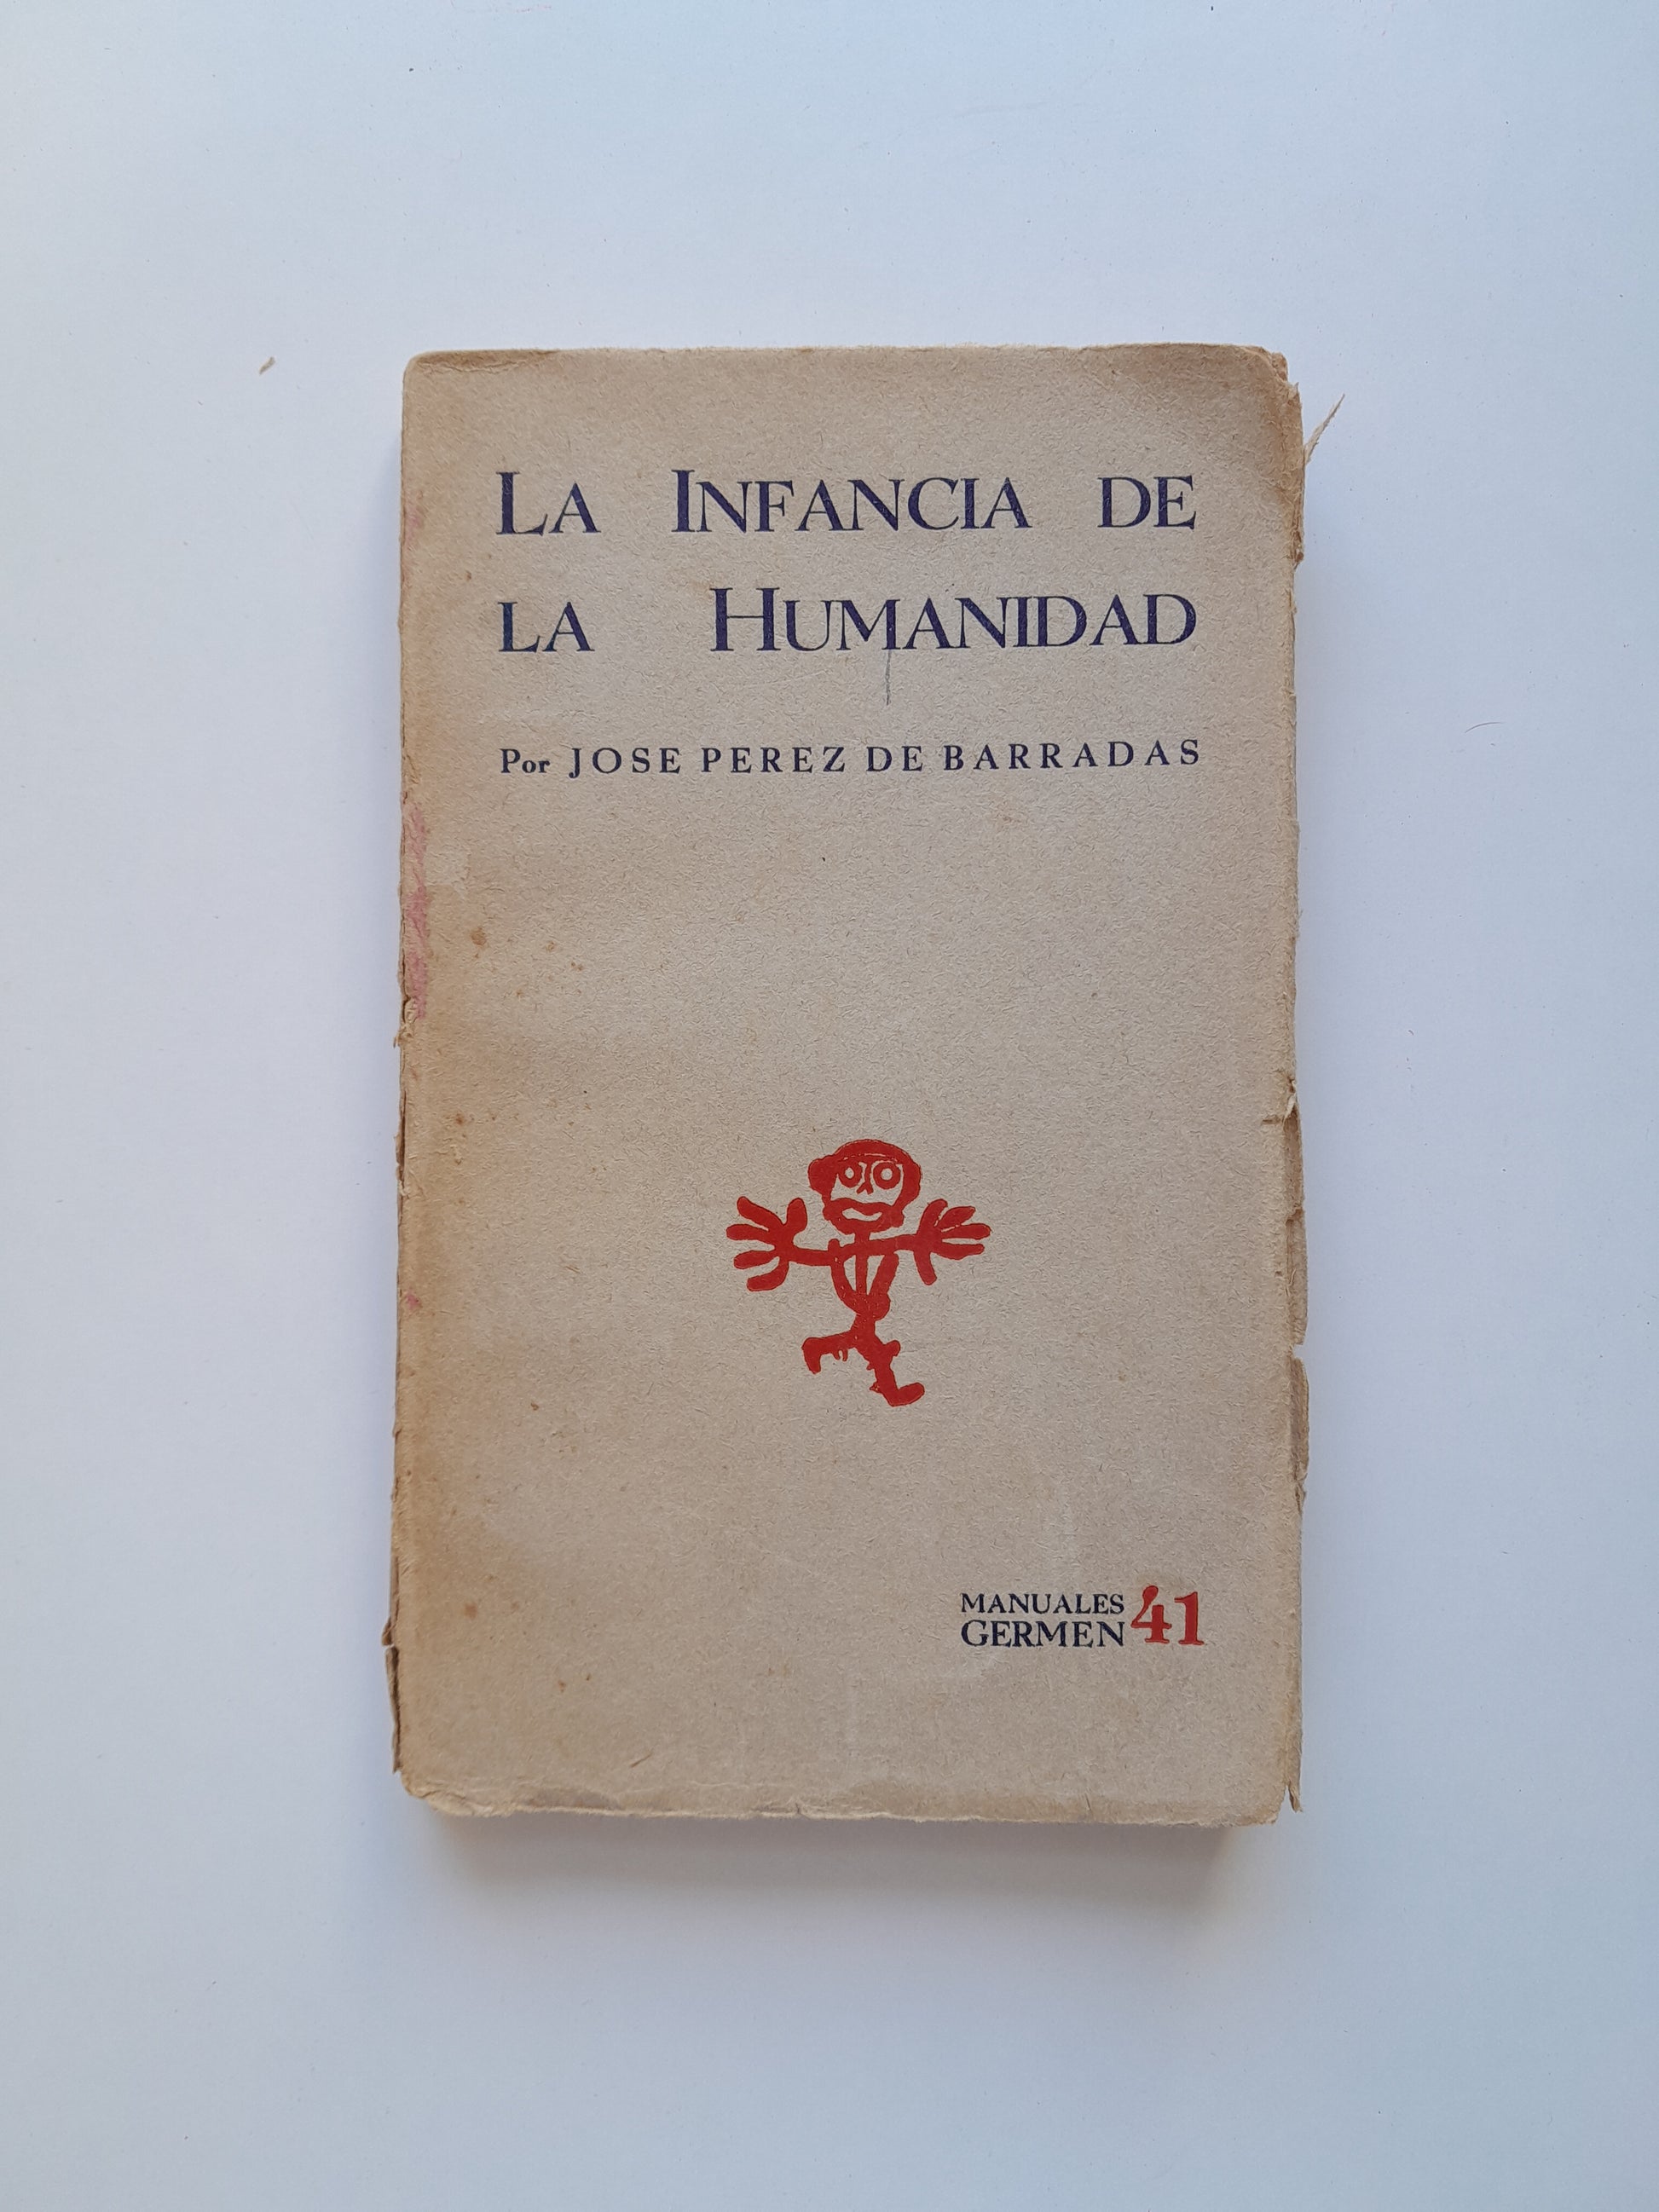 LA INFANCIA DE
LA HUMANIDAD
Por JOSE PEREZ DE BARRADAS
MANUALES
GERMEN 41